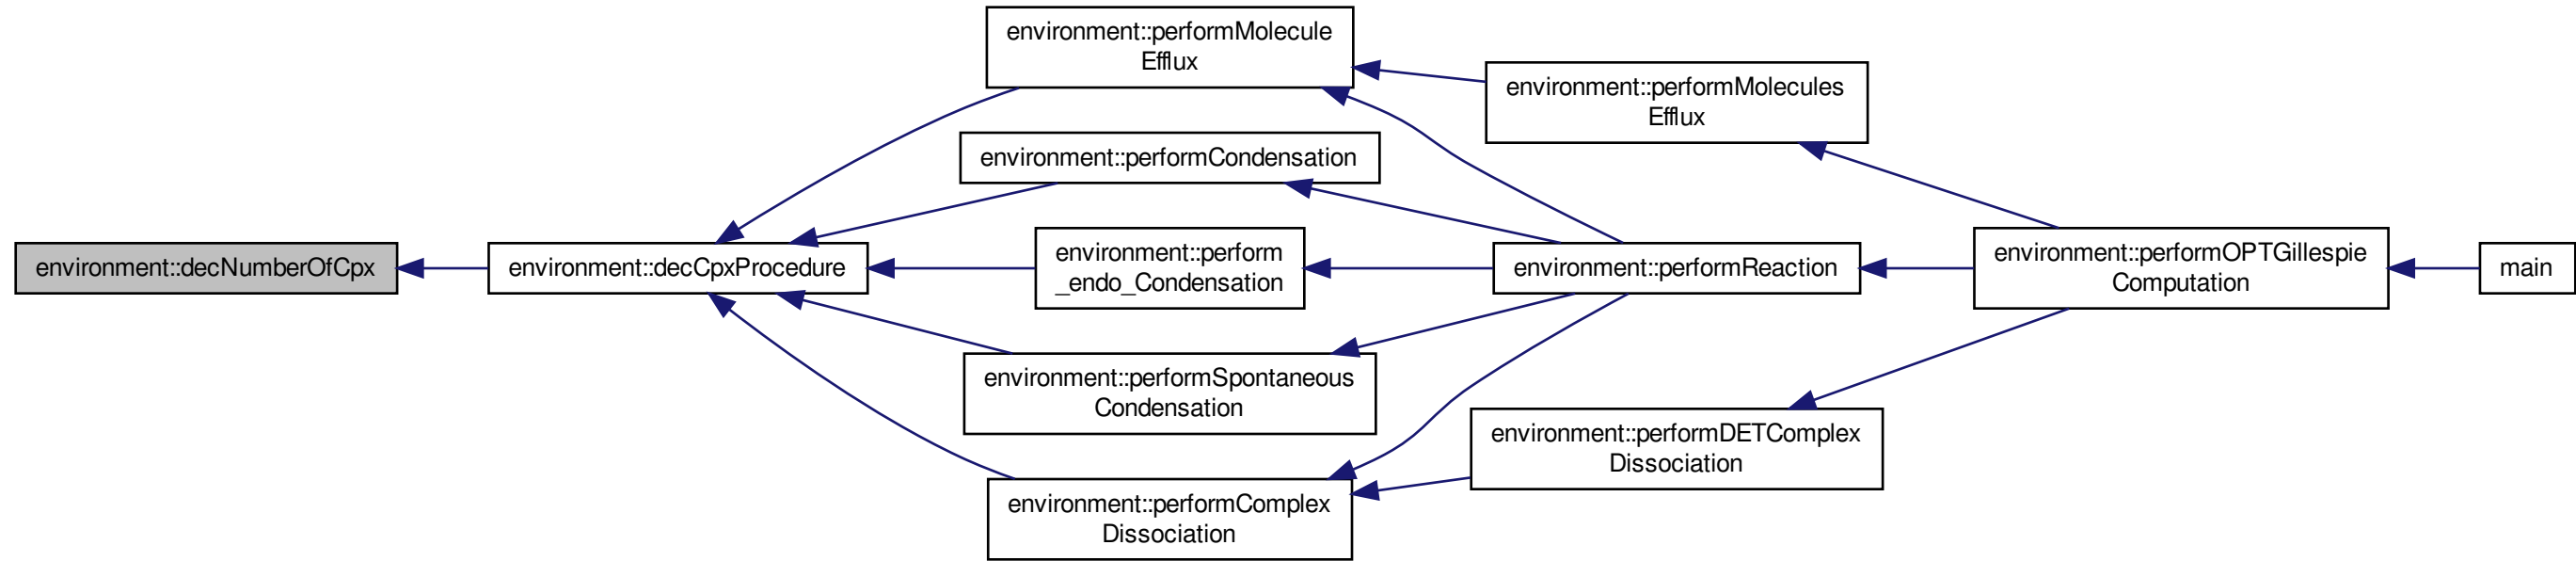 environment::performMolecule
Efflux
environment::performMolecules
Efflux
environment::performCondensation
environment::decNumberOfCpx
environment::decCpxProcedure
environment::perform
_endo_Condensation
environment::performReaction
environment::performOPTGillespie
Computation
main
environment::performSpontaneous
Condensation
environment::performDETComplex
Dissociation
environment::performComplex
Dissociation